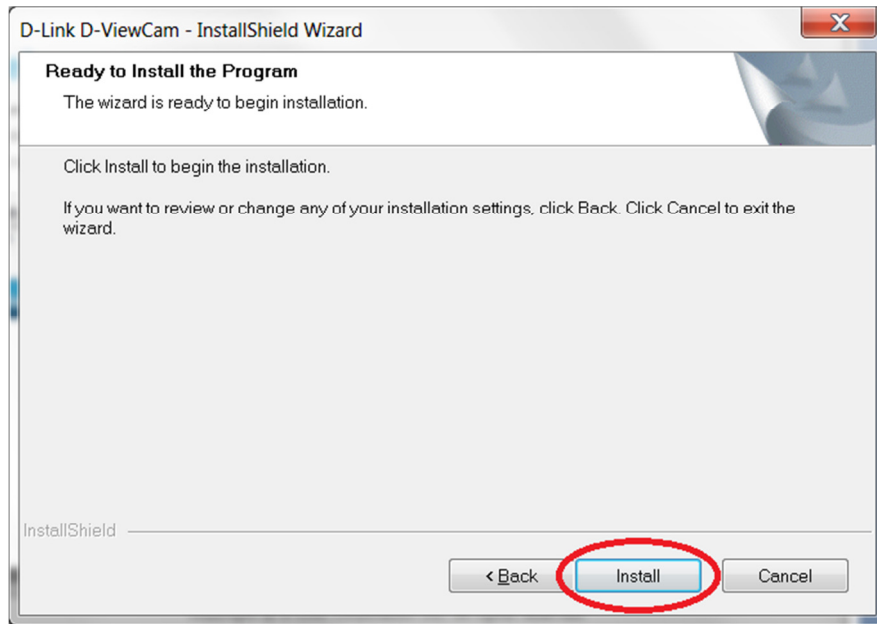 D-Link D-ViewCam - InstallShield Wizard
Ready to Install the Program
The wizard is ready to begin installation.
Click Install to begin the installation.
If you want to review or change any of your installation settings, click Back. Click Cancel to exit the
wizard.
InstallShield
< Back
Install
Cancel